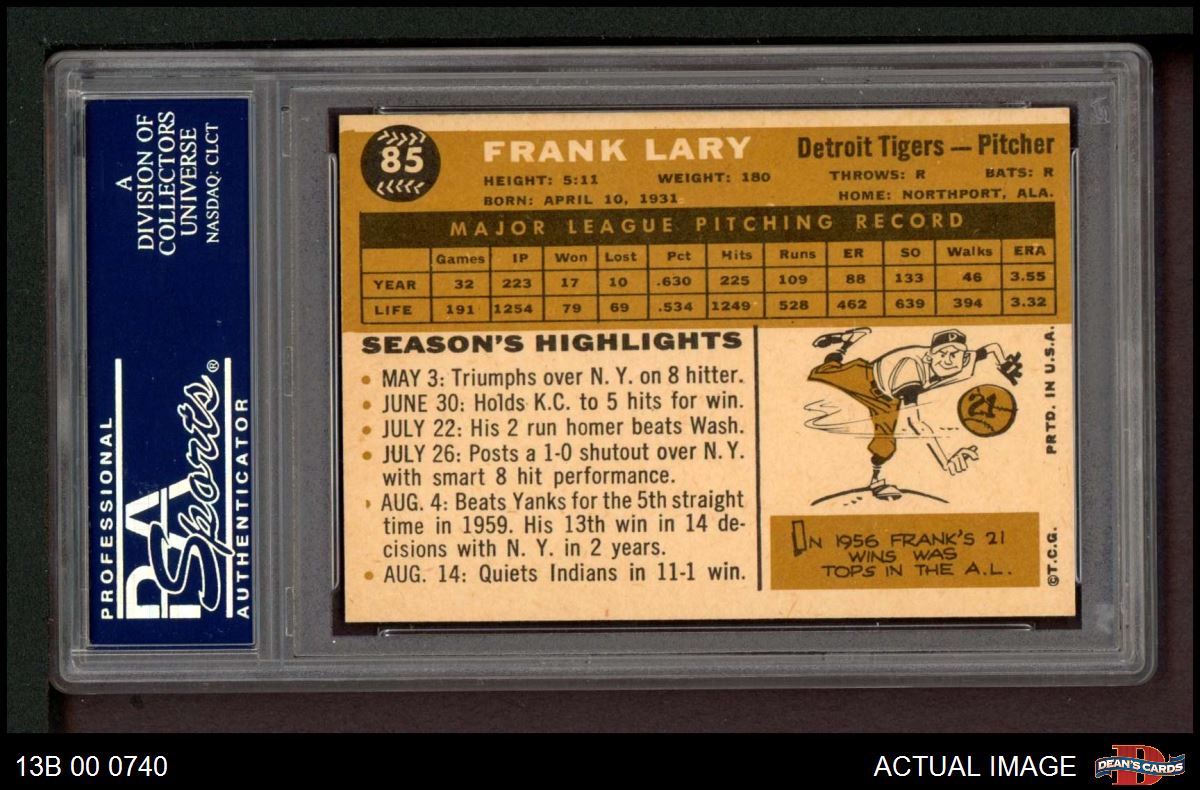 A
DIVISION OF
COLLECTORS
UNIVERSE
NASDAQ: CLCT
PROFESSIONAL
PSA
Sports®
AUTHENTICATOR
85
FRANK LARY
Detroit Tigers — Pitcher
HEIGHT: 5:11 WEIGHT: 180 THROWS: R BATS: R
BORN: APRIL 10, 1931 HOME: NORTHPORT, ALA.
MAJOR LEAGUE PITCHING RECORD
Games IP Won Lost Pct Hits Runs ER SO Walks ERA
YEAR 32 223 17 10 .630 225 109 88 133 46 3.55
LIFE 191 1254 79 69 .534 1249 528 462 639 394 3.32
SEASON'S HIGHLIGHTS
• MAY 3: Triumphs over N. Y. on 8 hitter.
• JUNE 30: Holds K.C. to 5 hits for win.
• JULY 22: His 2 run homer beats Wash.
• JULY 26: Posts a 1-0 shutout over N. Y.
with smart 8 hit performance.
• AUG. 4: Beats Yanks for the 5th straight
time in 1959. His 13th win in 14 de-
cisions with N. Y. in 2 years.
• AUG. 14: Quiets Indians in 11-1 win.
21
IN 1956 FRANK'S 21
WINS WAS
TOPS IN THE A.L.
©T.C.G. PRTD. IN U.S.A.
13B 00 0740
ACTUAL IMAGE
DEAN'S CARDS